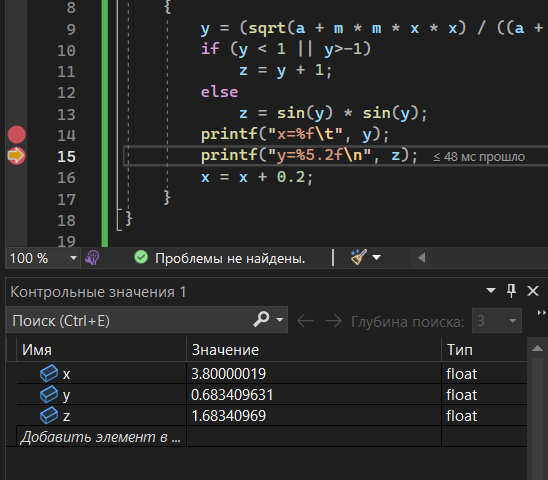 8 {
9 y = (sqrt(a + m * m * x * x) / ((a +
10 if (y < 1 || y>-1)
11 z = y + 1;
12 else
13 z = sin(y) * sin(y);
14 printf("x=%f\t", y);
15 printf("y=%5.2f\n", z); ≤ 48 мс прошло
16 x = x + 0.2;
17 }
18 }
19
100 % Проблемы не найдены.
Контрольные значения 1
Поиск (Ctrl+E) Глубина поиска: 3
Имя Значение Тип
x 3.80000019 float
y 0.683409631 float
z 1.68340969 float
Добавить элемент в ...